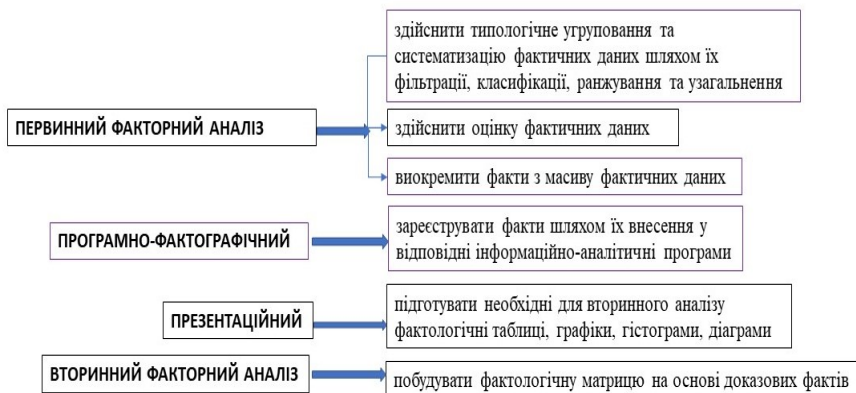 здійснити типологічне угруповання та
систематизацію фактичних даних шляхом їх
фільтрації, класифікації, ранжування та узагальнення
ПЕРВИННИЙ ФАКТОРНИЙ АНАЛІЗ
здійснити оцінку фактичних даних
виокремити факти з масиву фактичних даних
ПРОГРАМНО-ФАКТОГРАФІЧНИЙ
зареєструвати факти шляхом їх внесення у
відповідні інформаційно-аналітичні програми
ПРЕЗЕНТАЦІЙНИЙ
підготувати необхідні для вторинного аналізу
фактологічні таблиці, графіки, гістограми, діаграми
ВТОРИННИЙ ФАКТОРНИЙ АНАЛІЗ
побудувати фактологічну матрицю на основі доказових фактів